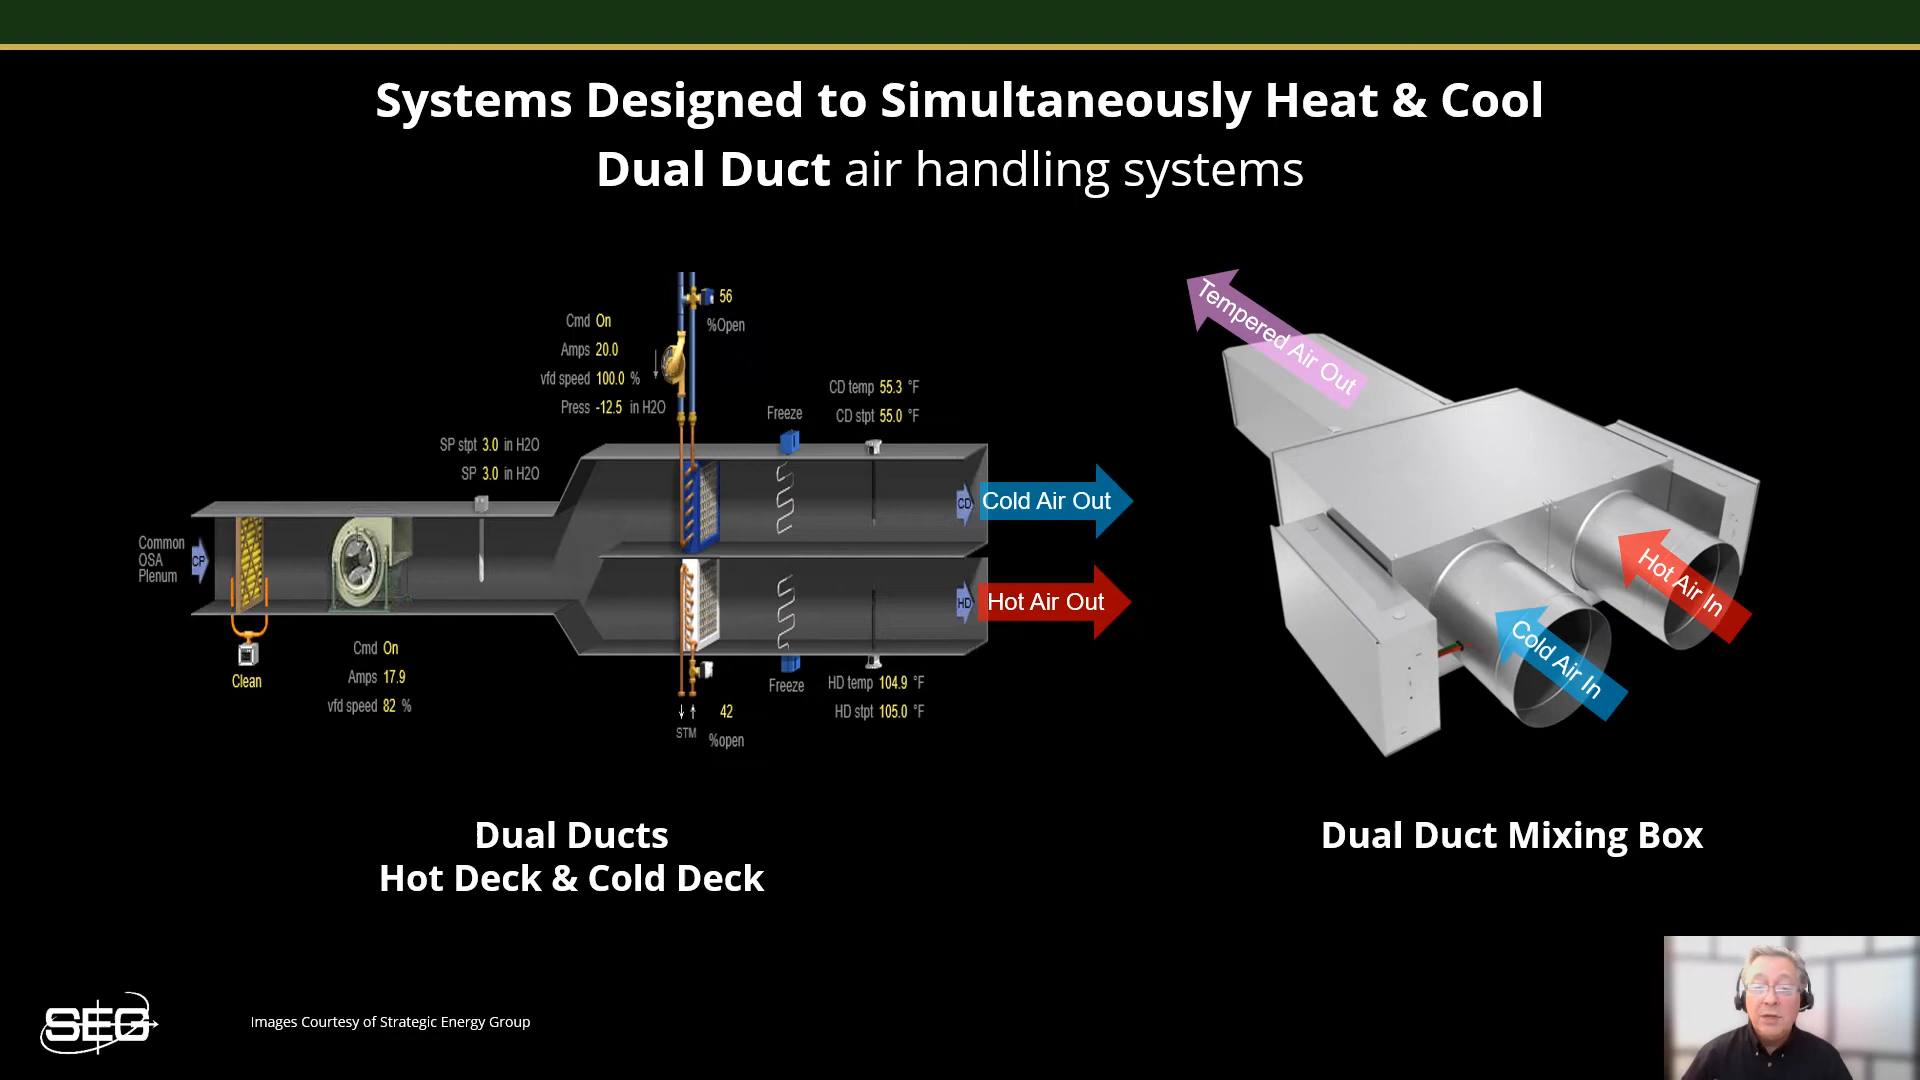 Systems Designed to Simultaneously Heat & Cool
Dual Duct air handling systems
56
%Open
Cmd On
Amps 20.0
vfd speed 100.0 %
Press -12.5 in H2O
CD temp 55.3 °F
CD stpt 55.0 °F
Freeze
SP stpt 3.0 in H2O
SP 3.0 in H2O
Common
OSA
Plenum
CP
CD
Cold Air Out
HD
Hot Air Out
Clean
Cmd On
Amps 17.9
vfd speed 82 %
STM
42
%open
Freeze
HD temp 104.9 °F
HD stpt 105.0 °F
Tempered Air Out
Hot Air In
Cold Air In
Dual Ducts
Hot Deck & Cold Deck
Dual Duct Mixing Box
SEG
Images Courtesy of Strategic Energy Group